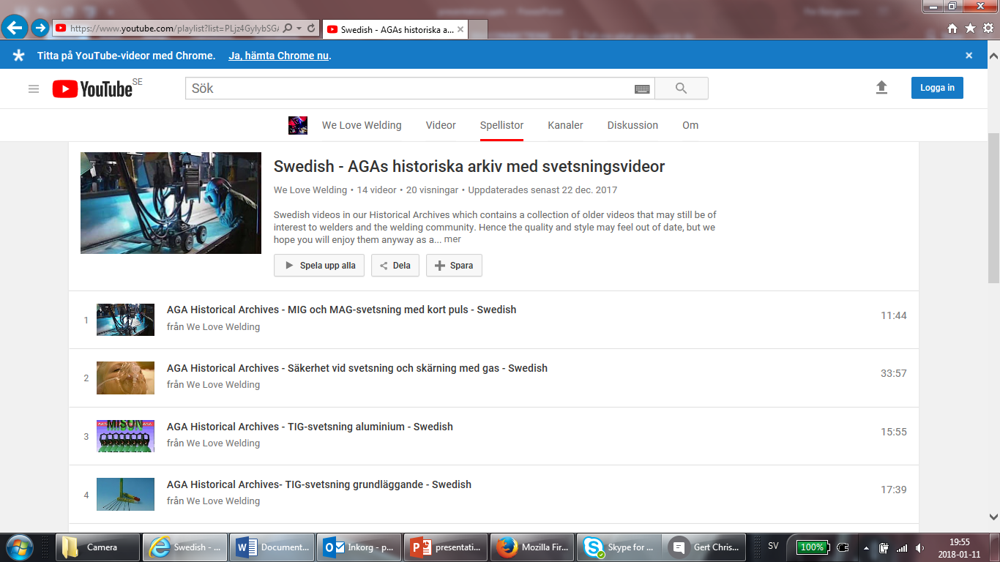 https://www.youtube.com/playlist?list=PLjz4GylybSGA
Swedish - AGAs historiska a...
Titta på YouTube-videor med Chrome. Ja, hämta Chrome nu.
YouTube SE
Sök
Logga in
We Love Welding Videor Spellistor Kanaler Diskussion Om
Swedish - AGAs historiska arkiv med svetsningsvideor
We Love Welding • 14 videor • 20 visningar • Uppdaterades senast 22 dec. 2017
Swedish videos in our Historical Archives which contains a collection of older videos that may still be of
interest to welders and the welding community. Hence the quality and style may feel out of date, but we
hope you will enjoy them anyway as a... mer
Spela upp alla Dela Spara
1 AGA Historical Archives - MIG och MAG-svetsning med kort puls - Swedish 11:44
från We Love Welding
2 AGA Historical Archives - Säkerhet vid svetsning och skärning med gas - Swedish 33:57
från We Love Welding
MISON
3 AGA Historical Archives - TIG-svetsning aluminium - Swedish 15:55
från We Love Welding
4 AGA Historical Archives- TIG-svetsning grundläggande - Swedish 17:39
från We Love Welding
Camera Swedish - ... Document... Inkorg - p... presentati... Mozilla Fir... Skype for ... Gert Chris... SV 100% 19:55
2018-01-11